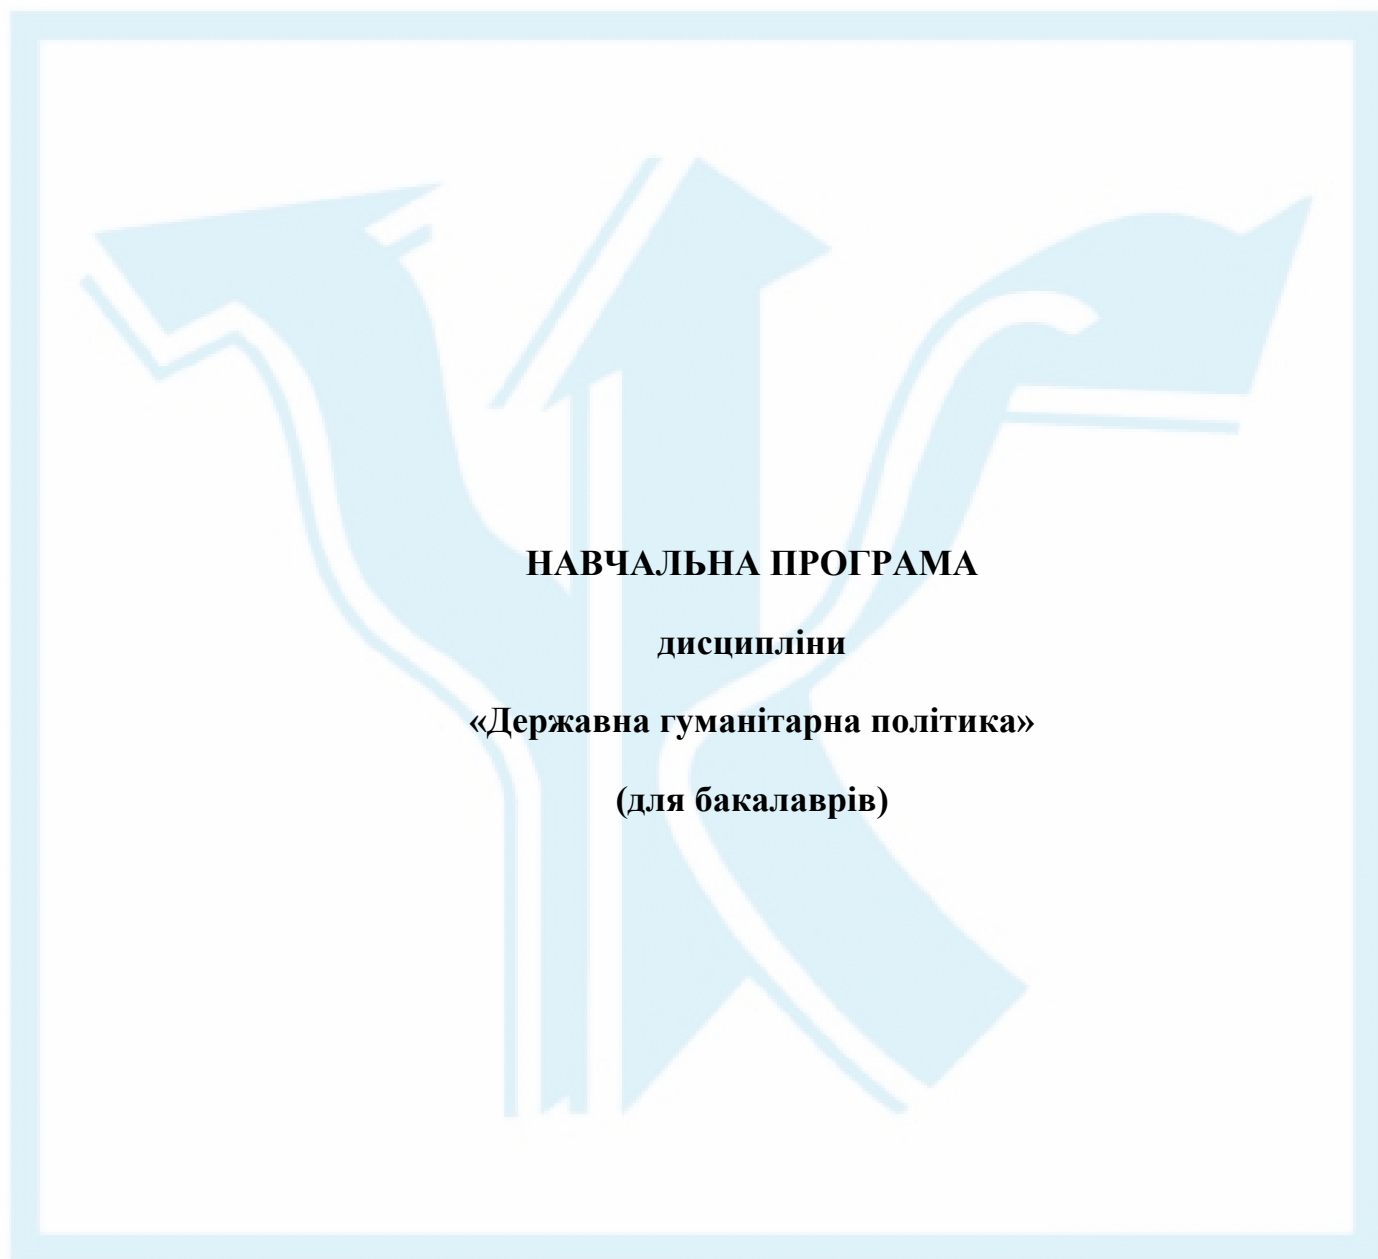 НАВЧАЛЬНА ПРОГРАМА
дисципліни
«Державна гуманітарна політика»
(для бакалаврів)